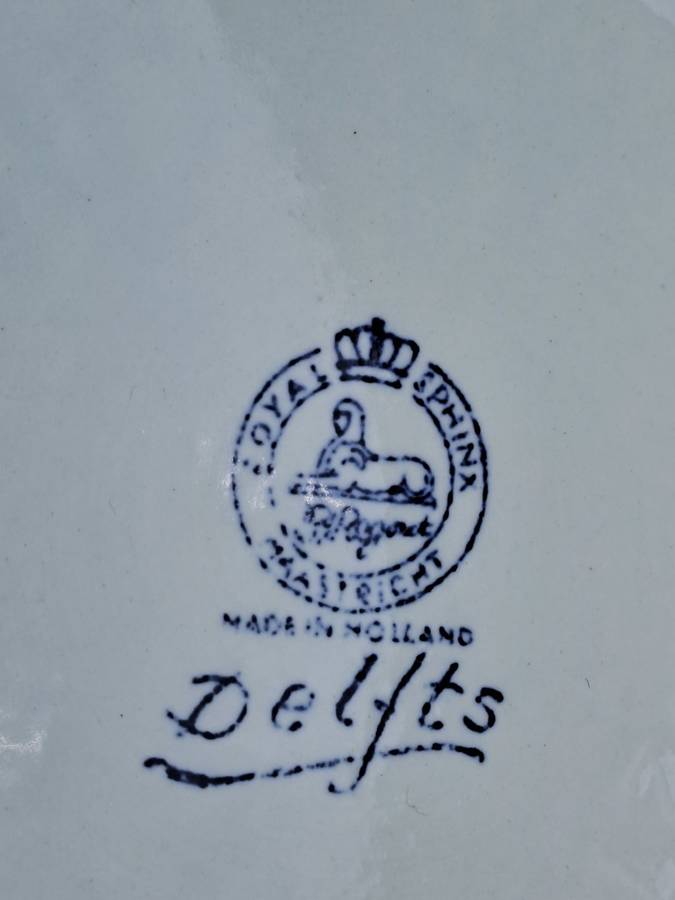 ROYAL SPHINX
P. Regout
MAASTRICHT
MADE IN HOLLAND
Delfts